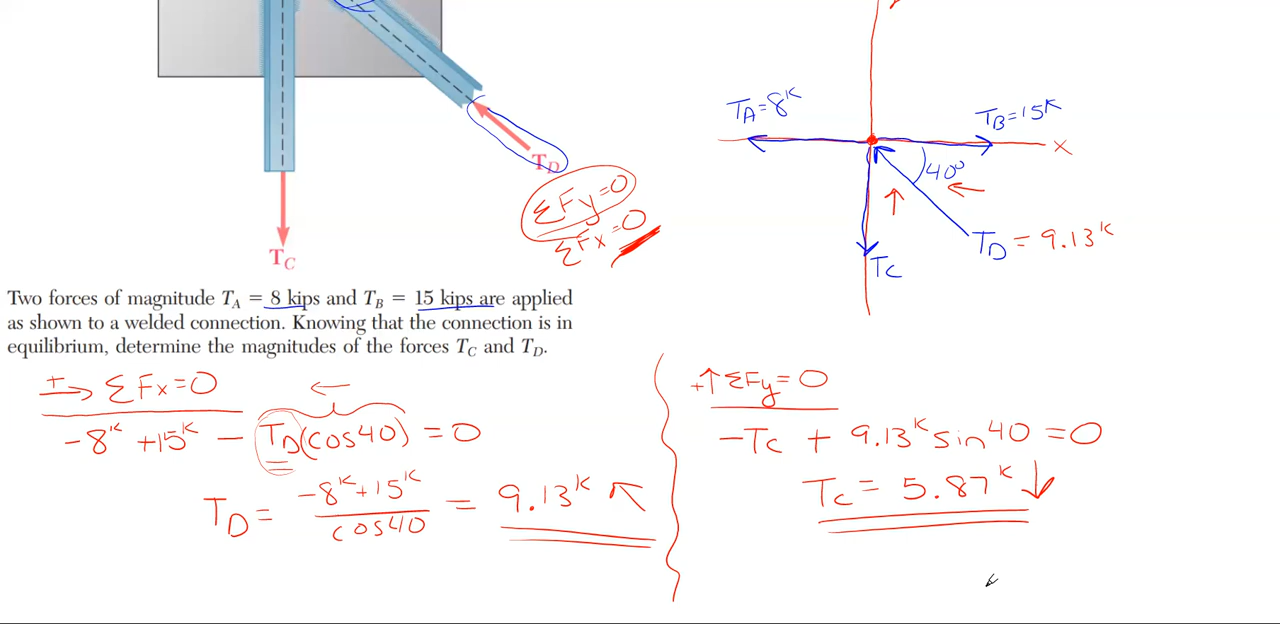 y
T_A=8^K
T_B=15^K
x
40°
T_D = 9.13^K
T_C
T_D
ΣFy=0
ΣFx=0
T_C
Two forces of magnitude T_A = 8 kips and T_B = 15 kips are applied
as shown to a welded connection. Knowing that the connection is in
equilibrium, determine the magnitudes of the forces T_C and T_D.
+→ ΣFx=0 ←
-8^K +15^K - T_D(cos40) = 0
T_D = (-8^K+15^K)/cos40 = 9.13^K ↖
+↑ΣFy=0
-T_C + 9.13^K sin40 = 0
T_C = 5.87^K ↓